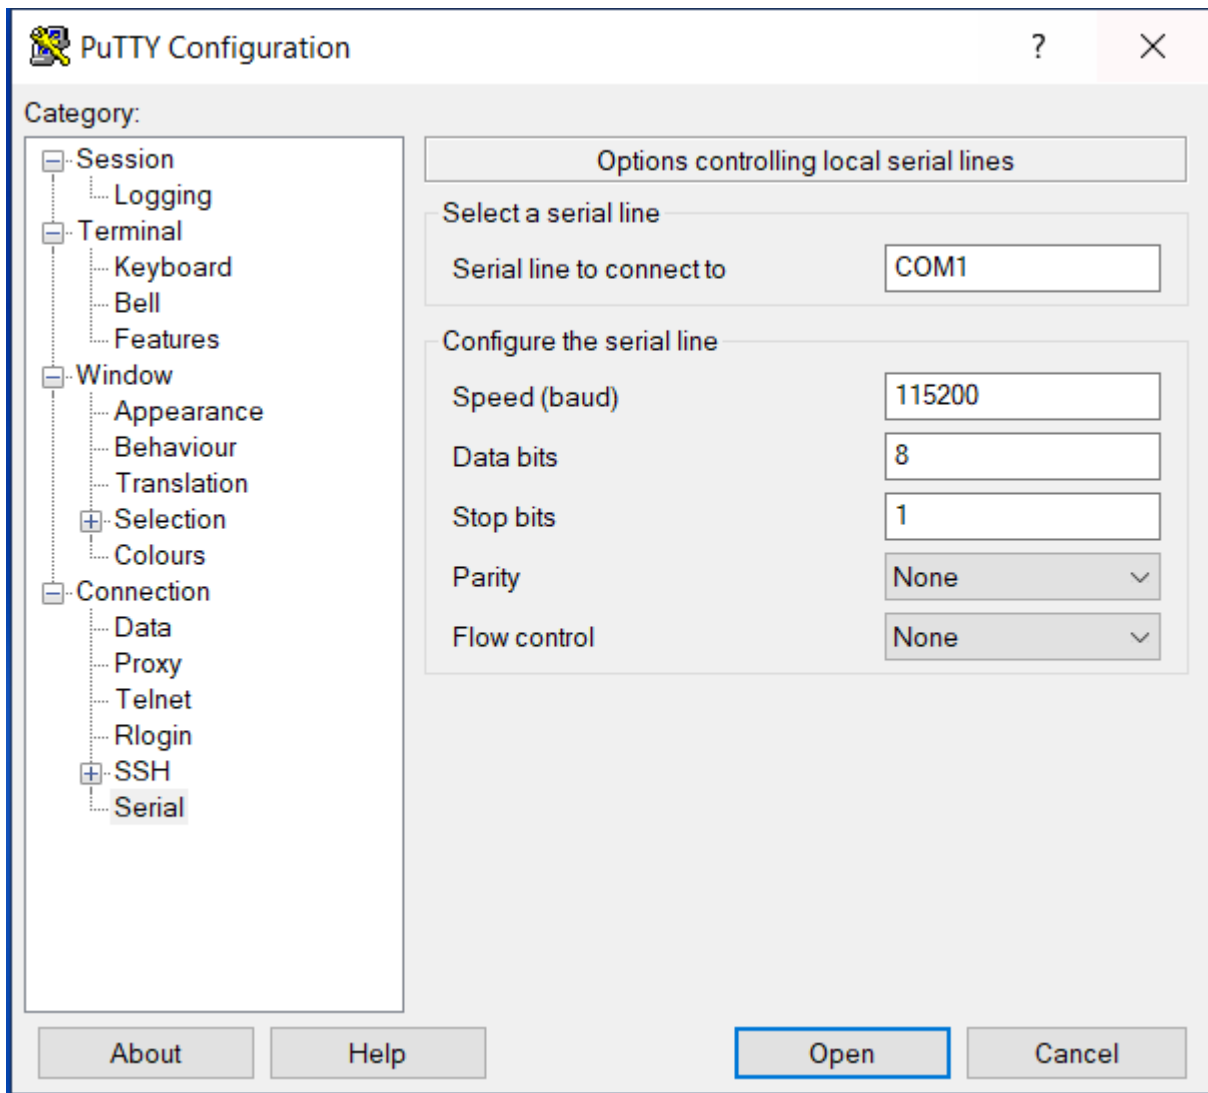 PuTTY Configuration
?
Category:
Session
Logging
Terminal
Keyboard
Bell
Features
Window
Appearance
Behaviour
Translation
Selection
Colours
Connection
Data
Proxy
Telnet
Rlogin
SSH
Serial
Options controlling local serial lines
Select a serial line
Serial line to connect to COM1
Configure the serial line
Speed (baud) 115200
Data bits 8
Stop bits 1
Parity None
Flow control None
About Help Open Cancel